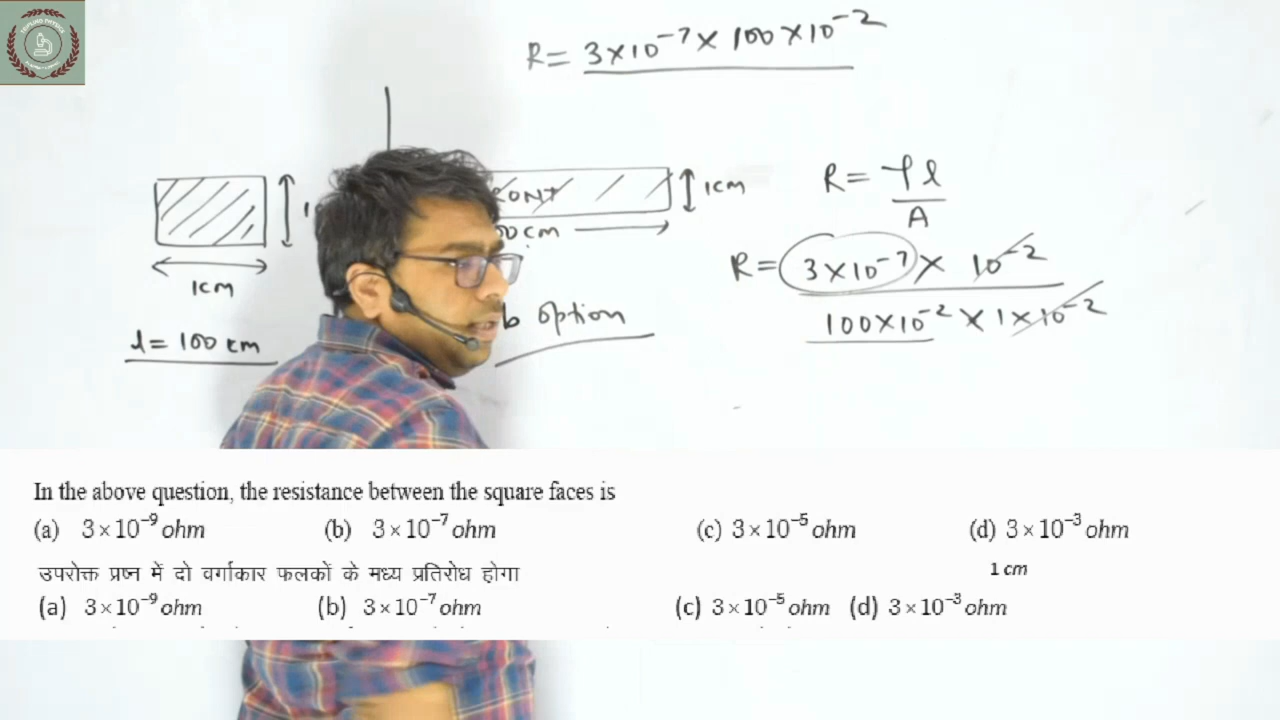 R = 3×10⁻⁷ × 100×10⁻²
1cm
1cm
l = 100 cm
1cm
cm
b option
R = ρl / A
R = 3×10⁻⁷ × 10⁻² / 100×10⁻² × 1×10⁻²
In the above question, the resistance between the square faces is
(a) 3×10⁻⁹ ohm (b) 3×10⁻⁷ ohm (c) 3×10⁻⁵ ohm (d) 3×10⁻³ ohm
उपरोक्त प्रश्न में दो वर्गाकार फलकों के मध्य प्रतिरोध होगा
1 cm
(a) 3×10⁻⁹ ohm (b) 3×10⁻⁷ ohm (c) 3×10⁻⁵ ohm (d) 3×10⁻³ ohm